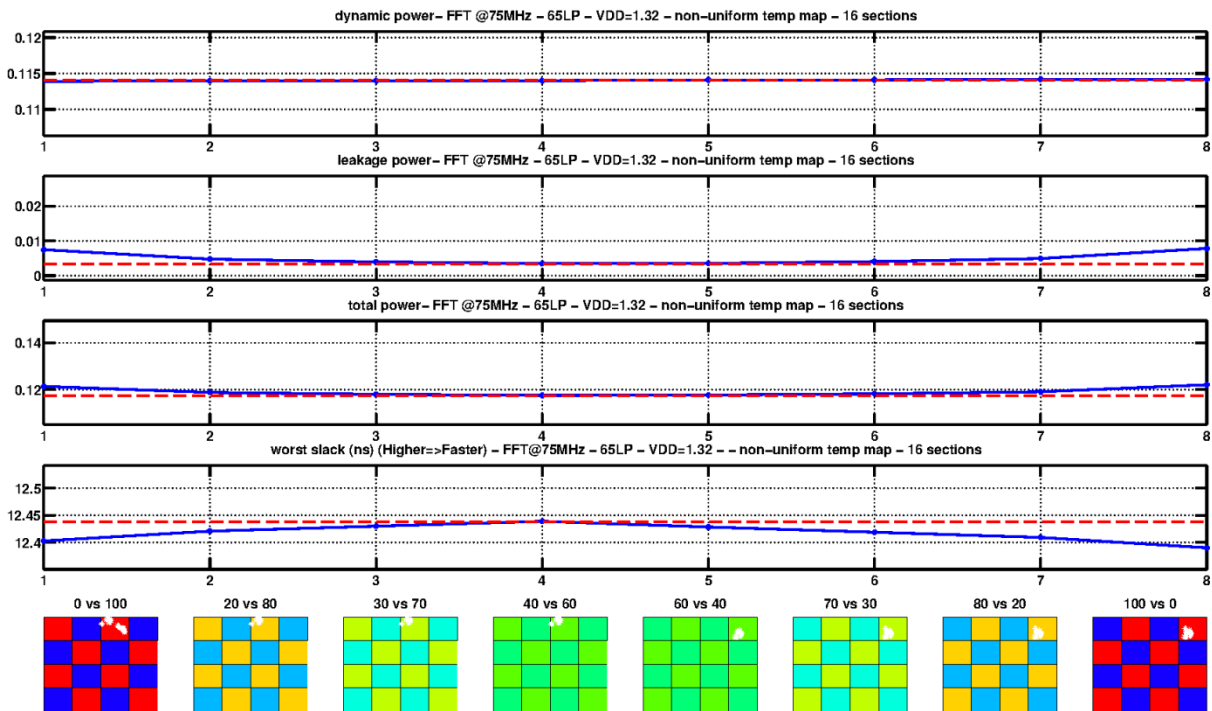 dynamic power– FFT @75MHz – 65LP – VDD=1.32 – non–uniform temp map – 16 sections
0.12
0.115
0.11
1 2 3 4 5 6 7 8
leakage power– FFT @75MHz – 65LP – VDD=1.32 – non–uniform temp map – 16 sections
0.02
0.01
0
1 2 3 4 5 6 7 8
total power– FFT @75MHz – 65LP – VDD=1.32 – non–uniform temp map – 16 sections
0.14
0.12
1 2 3 4 5 6 7 8
worst slack (ns) (Higher=>Faster) – FFT@75MHz – 65LP – VDD=1.32 – – non–uniform temp map – 16 sections
12.5
12.45
12.4
1 2 3 4 5 6 7 8
0 vs 100 20 vs 80 30 vs 70 40 vs 60 60 vs 40 70 vs 30 80 vs 20 100 vs 0